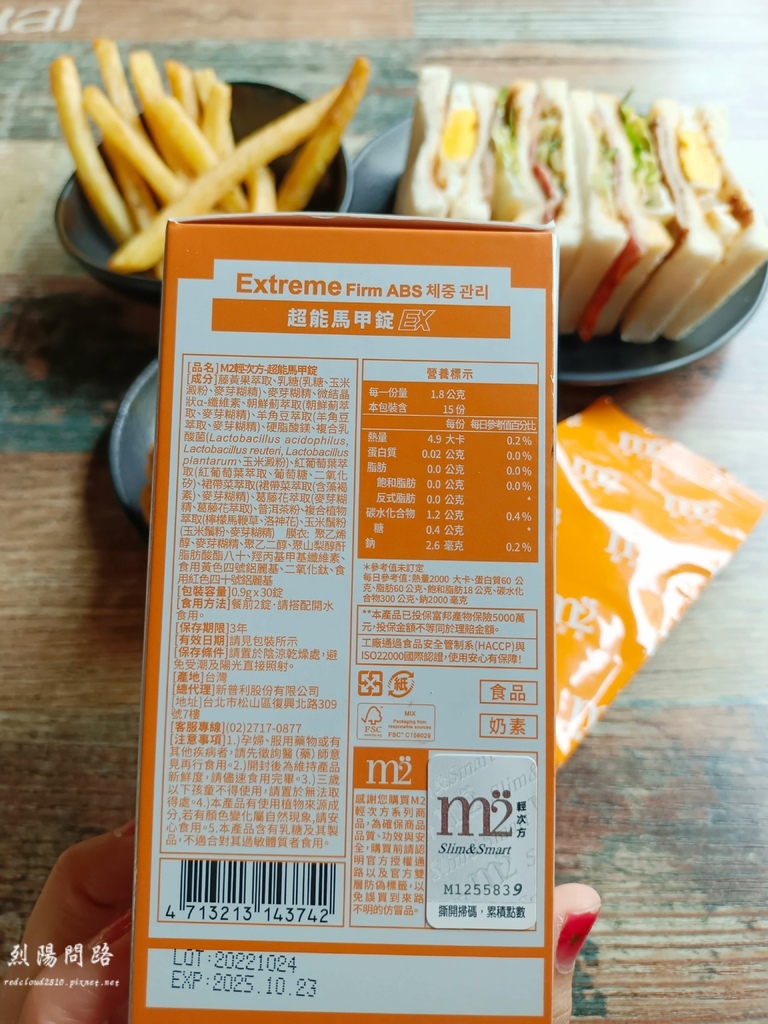 ual
Extreme Firm ABS 체중 관리
超能馬甲錠EX
[品名] M2輕次方-超能馬甲錠
[成分]藤黃果萃取、乳糖(乳糖、玉米
澱粉、麥芽糊精)、麥芽糊精、微結晶
狀α-纖維素、朝鮮薊萃取(朝鮮薊萃
取、麥芽糊精)、羊角豆萃取(羊角豆
萃取、麥芽糊精)、硬脂酸鎂、複合乳
酸菌(Lactobacillus acidophilus,
Lactobacillus reuteri, Lactobacillus
plantarum、玉米澱粉)、紅葡萄葉萃
取(紅葡萄葉萃取、葡萄糖、二氧化
矽)、裙帶菜萃取(裙帶菜萃取(含藻褐
素)、麥芽糊精)、葛藤花萃取(麥芽糊
精、葛藤花萃取)、普洱茶粉、複合植物
萃取(檸檬馬鞭草、洛神花)、玉米鬚粉
(玉米鬚粉、麥芽糊精) 膜衣: 聚乙烯
醇、麥芽糊精、聚乙二醇、聚山梨醇酐
脂肪酸酯八十、羥丙基甲基纖維素、
食用黃色四號鋁麗基、二氧化鈦、食
用紅色四十號鋁麗基
[包裝容量]0.9g×30錠
[食用方法]餐前2錠,請搭配開水
食用。
[保存期限]3年
[有效日期]請見包裝所示
[保存條件]請置於陰涼乾燥處,避
免受潮及陽光直接照射。
[產地]台灣
[總代理]新普利股份有限公司
[地址]台北市松山區復興北路309
號7樓
[客服專線](02)2717-0877
[注意事項]1.)孕婦、服用藥物或有
其他疾病者,請先徵詢醫(藥)師意
見再行食用。2.)開封後為維持產品
新鮮度,請儘速食用完畢。3.)三歲
以下孩童不得使用,請置於無法取
得處。4.)本產品有使用植物來源成
分,若有顏色變化屬自然現象,請安
心食用。5.本產品含有乳糖及其製
品,不適合對其過敏體質者食用。
營養標示
每一份量 1.8 公克
本包裝含 15 份
每份 每日參考值百分比
熱量 4.9 大卡 0.2%
蛋白質 0.02 公克 0.0%
脂肪 0.0 公克 0.0%
飽和脂肪 0.0 公克 0.0%
反式脂肪 0.0 公克 *
碳水化合物 1.2 公克 0.4%
糖 0.4 公克 *
鈉 2.6 毫克 0.2%
*參考值未訂定
每日參考值:熱量2000 大卡、蛋白質60 公
克、脂肪60公克、飽和脂肪18公克、碳水化
合物300 公克、鈉2000 毫克
**本產品已投保富邦產物保險5000萬
元,投保金額不等同於理賠金額。
工廠通過食品安全管制系(HACCP)與
ISO22000國際認證,使用安心有保障!
紙
食品
FSC
www.fsc.org
MIX
Packaging from
responsible sources
FSC® C156029
奶素
m2
感謝您購買M2
輕次方系列商
品,為確保商品
品質、功效與安
全,購買前請認
明官方授權通
路以及官方雙
層防偽標籤,以
免誤買到來路
不明的仿冒品。
m2 輕次方
Slim&Smart
M1255839
撕開掃碼,累積點數
4 713213 143742
LOT:20221024
EXP:2025.10.23
m2
烈陽問路
redcloud2810.pixnet.net